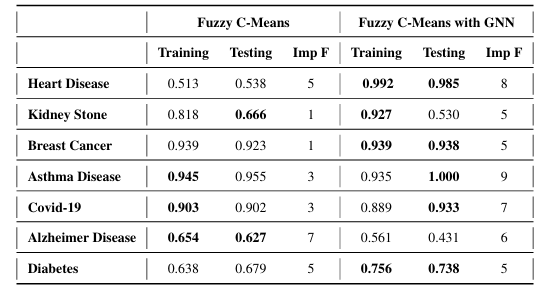 Fuzzy C-Means Fuzzy C-Means with GNN
Training Testing Imp F Training Testing Imp F
Heart Disease 0.513 0.538 5 0.992 0.985 8
Kidney Stone 0.818 0.666 1 0.927 0.530 5
Breast Cancer 0.939 0.923 1 0.939 0.938 5
Asthma Disease 0.945 0.955 3 0.935 1.000 9
Covid-19 0.903 0.902 3 0.889 0.933 7
Alzheimer Disease 0.654 0.627 7 0.561 0.431 6
Diabetes 0.638 0.679 5 0.756 0.738 5